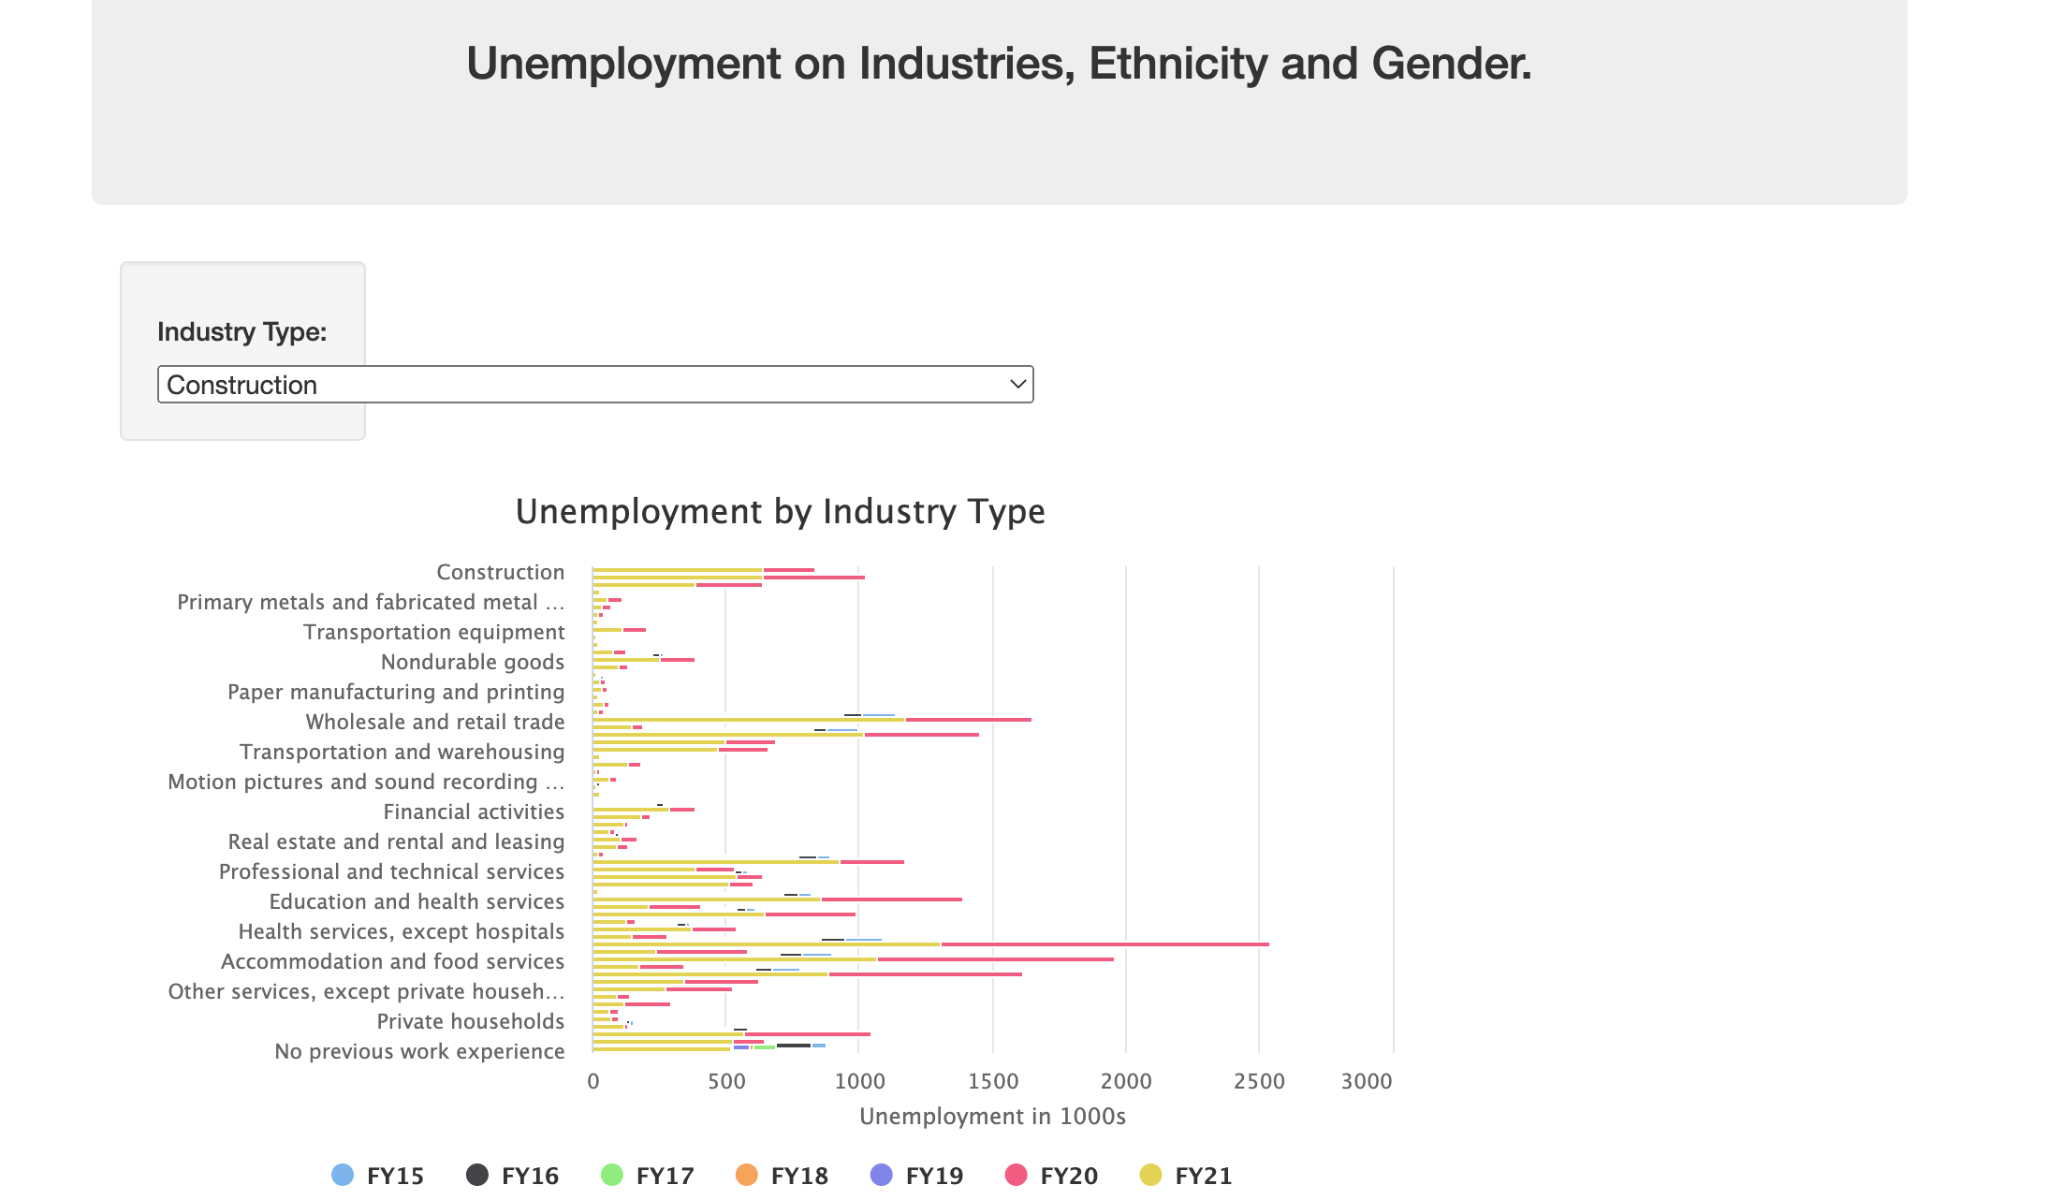 Unemployment on Industries, Ethnicity and Gender.
Industry Type:
Construction
Unemployment by Industry Type
Construction
Primary metals and fabricated metal ...
Transportation equipment
Nondurable goods
Paper manufacturing and printing
Wholesale and retail trade
Transportation and warehousing
Motion pictures and sound recording ...
Financial activities
Real estate and rental and leasing
Professional and technical services
Education and health services
Health services, except hospitals
Accommodation and food services
Other services, except private househ...
Private households
No previous work experience
0 500 1000 1500 2000 2500 3000
Unemployment in 1000s
FY15 FY16 FY17 FY18 FY19 FY20 FY21